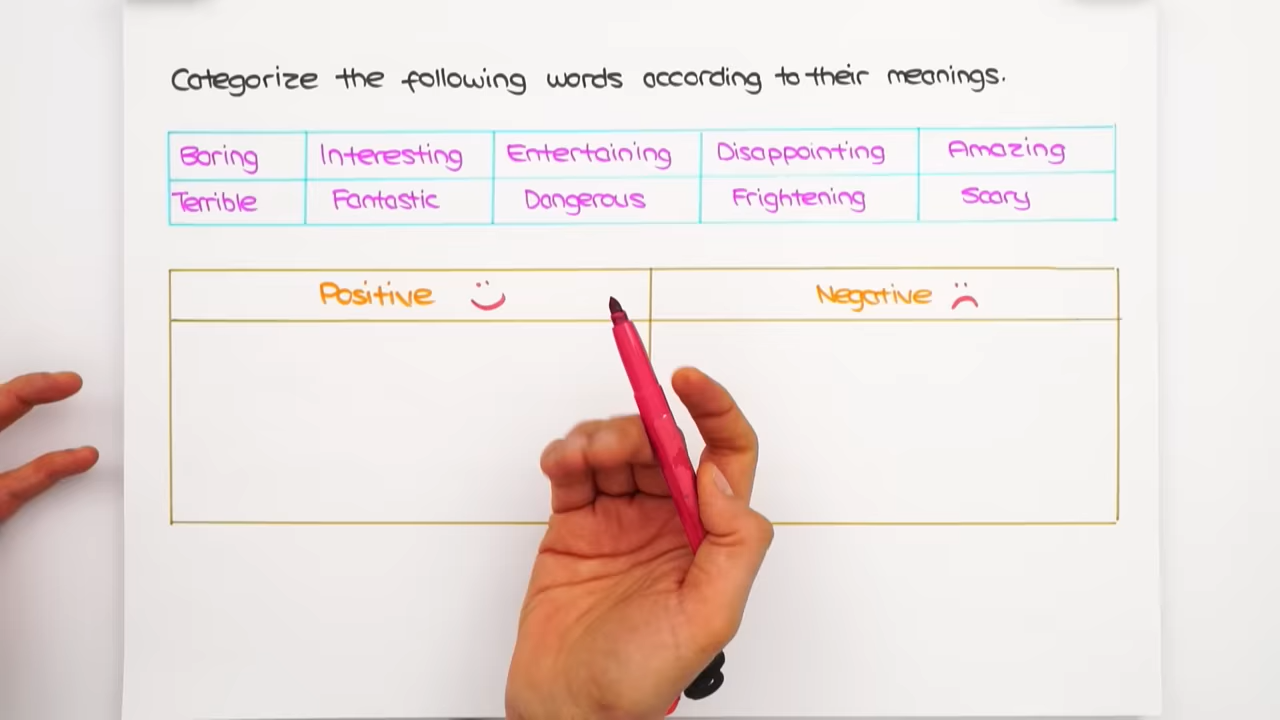 Categorize the following words according to their meanings.
Boring Interesting Entertaining Disappointing Amazing
Terrible Fantastic Dangerous Frightening Scary
Positive Negative